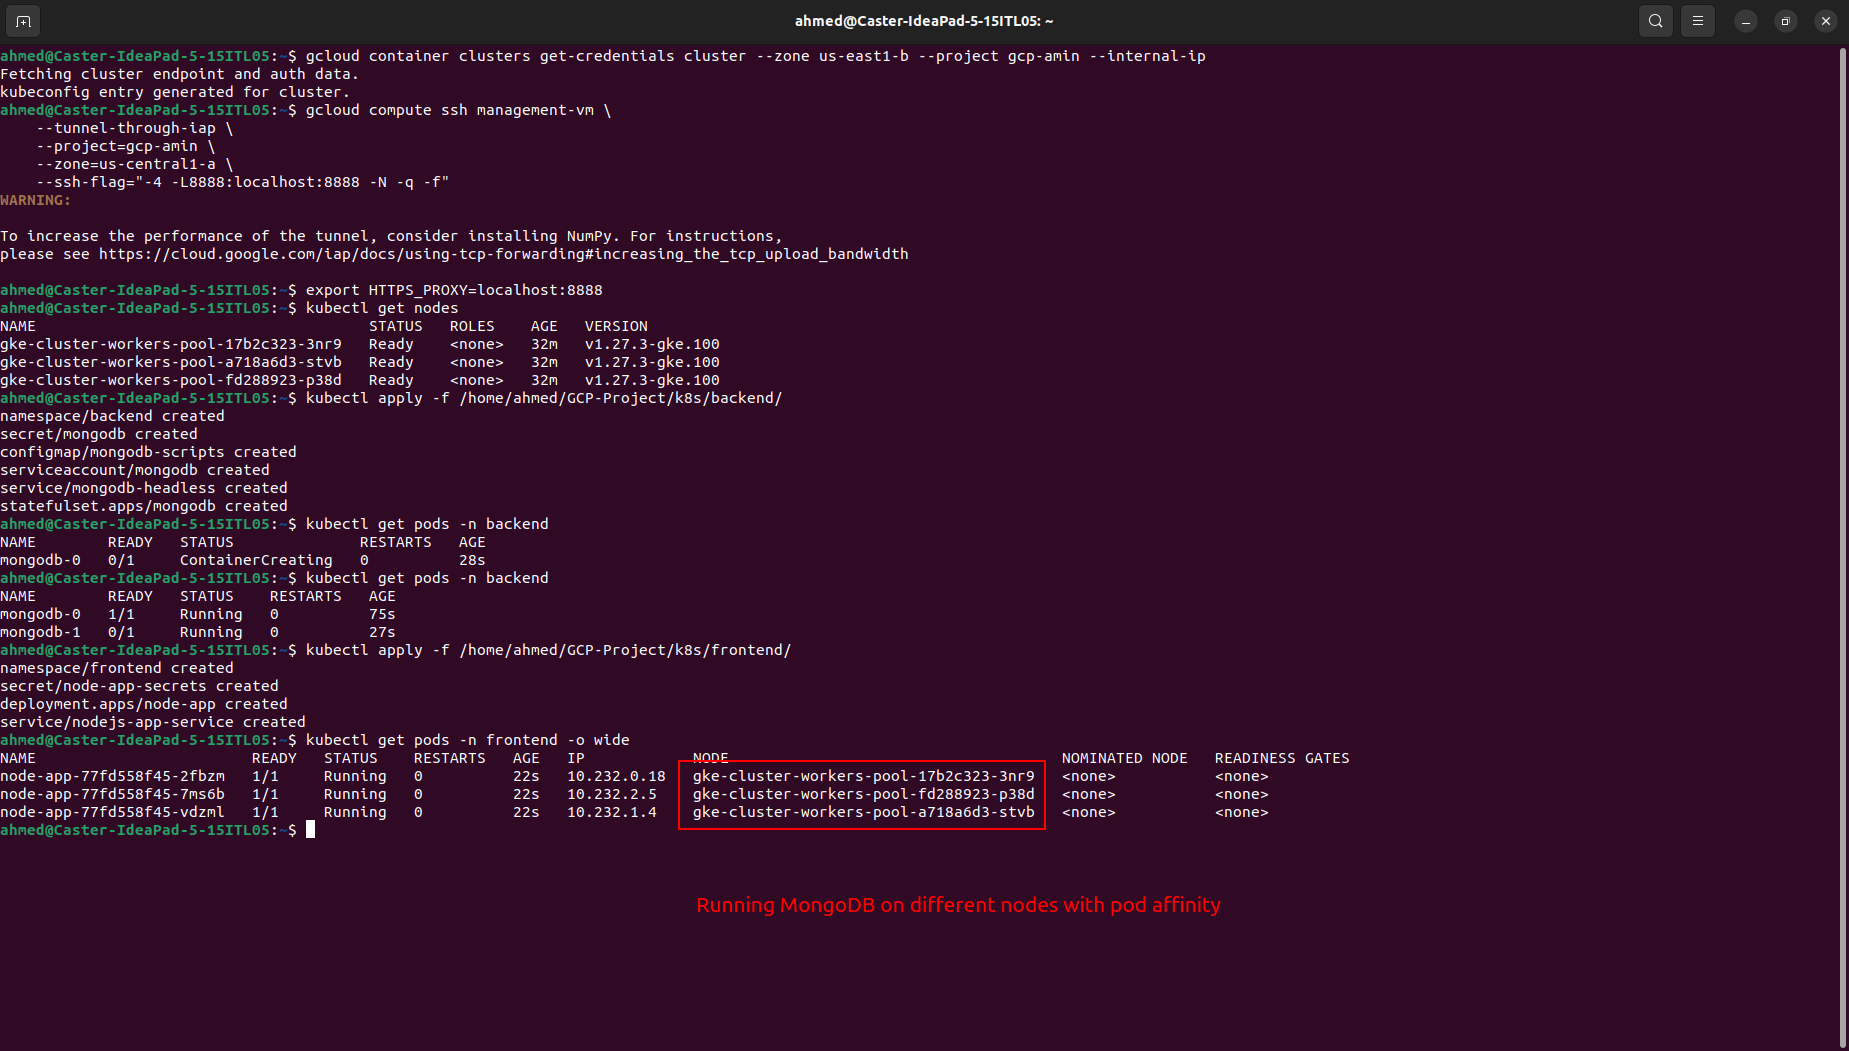 ahmed@Caster-IdeaPad-5-15ITL05: ~
ahmed@Caster-IdeaPad-5-15ITL05:~$ gcloud container clusters get-credentials cluster --zone us-east1-b --project gcp-amin --internal-ip
Fetching cluster endpoint and auth data.
kubeconfig entry generated for cluster.
ahmed@Caster-IdeaPad-5-15ITL05:~$ gcloud compute ssh management-vm \
    --tunnel-through-iap \
    --project=gcp-amin \
    --zone=us-central1-a \
    --ssh-flag="-4 -L8888:localhost:8888 -N -q -f"
WARNING:
To increase the performance of the tunnel, consider installing NumPy. For instructions,
please see https://cloud.google.com/iap/docs/using-tcp-forwarding#increasing_the_tcp_upload_bandwidth
ahmed@Caster-IdeaPad-5-15ITL05:~$ export HTTPS_PROXY=localhost:8888
ahmed@Caster-IdeaPad-5-15ITL05:~$ kubectl get nodes
NAME                                     STATUS   ROLES    AGE   VERSION
gke-cluster-workers-pool-17b2c323-3nr9   Ready    <none>   32m   v1.27.3-gke.100
gke-cluster-workers-pool-a718a6d3-stvb   Ready    <none>   32m   v1.27.3-gke.100
gke-cluster-workers-pool-fd288923-p38d   Ready    <none>   32m   v1.27.3-gke.100
ahmed@Caster-IdeaPad-5-15ITL05:~$ kubectl apply -f /home/ahmed/GCP-Project/k8s/backend/
namespace/backend created
secret/mongodb created
configmap/mongodb-scripts created
serviceaccount/mongodb created
service/mongodb-headless created
statefulset.apps/mongodb created
ahmed@Caster-IdeaPad-5-15ITL05:~$ kubectl get pods -n backend
NAME        READY   STATUS              RESTARTS   AGE
mongodb-0   0/1     ContainerCreating   0          28s
ahmed@Caster-IdeaPad-5-15ITL05:~$ kubectl get pods -n backend
NAME        READY   STATUS    RESTARTS   AGE
mongodb-0   1/1     Running   0          75s
mongodb-1   0/1     Running   0          27s
ahmed@Caster-IdeaPad-5-15ITL05:~$ kubectl apply -f /home/ahmed/GCP-Project/k8s/frontend/
namespace/frontend created
secret/node-app-secrets created
deployment.apps/node-app created
service/nodejs-app-service created
ahmed@Caster-IdeaPad-5-15ITL05:~$ kubectl get pods -n frontend -o wide
NAME                        READY   STATUS    RESTARTS   AGE   IP            NODE                                     NOMINATED NODE   READINESS GATES
node-app-77fd558f45-2fbzm   1/1     Running   0          22s   10.232.0.18   gke-cluster-workers-pool-17b2c323-3nr9   <none>           <none>
node-app-77fd558f45-7ms6b   1/1     Running   0          22s   10.232.2.5    gke-cluster-workers-pool-fd288923-p38d   <none>           <none>
node-app-77fd558f45-vdzml   1/1     Running   0          22s   10.232.1.4    gke-cluster-workers-pool-a718a6d3-stvb   <none>           <none>
ahmed@Caster-IdeaPad-5-15ITL05:~$
Running MongoDB on different nodes with pod affinity